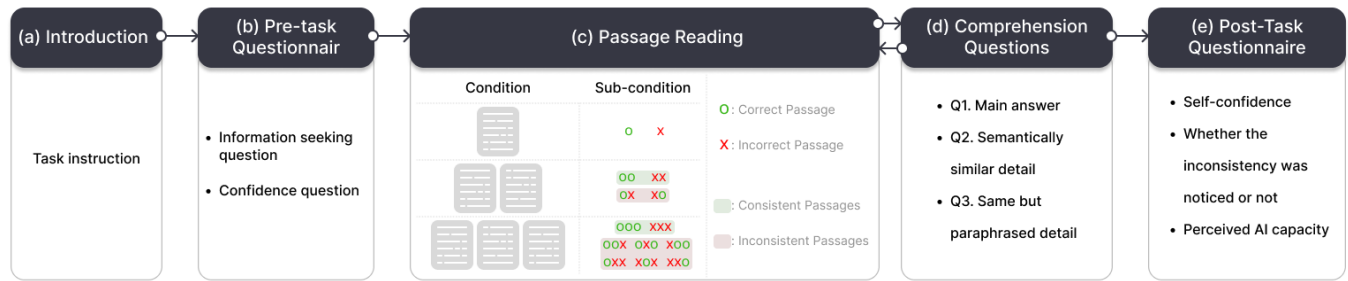 (a) Introduction
Task instruction
(b) Pre-task
Questionnair
• Information seeking
question
• Confidence question
(c) Passage Reading
Condition
Sub-condition
O X
OO XX
OX XO
OOO XXX
OOX OXO XOO
OXX XOX XXO
O : Correct Passage
X : Incorrect Passage
: Consistent Passages
: Inconsistent Passages
(d) Comprehension
Questions
• Q1. Main answer
• Q2. Semantically
similar detail
• Q3. Same but
paraphrased detail
(e) Post-Task
Questionnaire
• Self-confidence
• Whether the
inconsistency was
noticed or not
• Perceived AI capacity